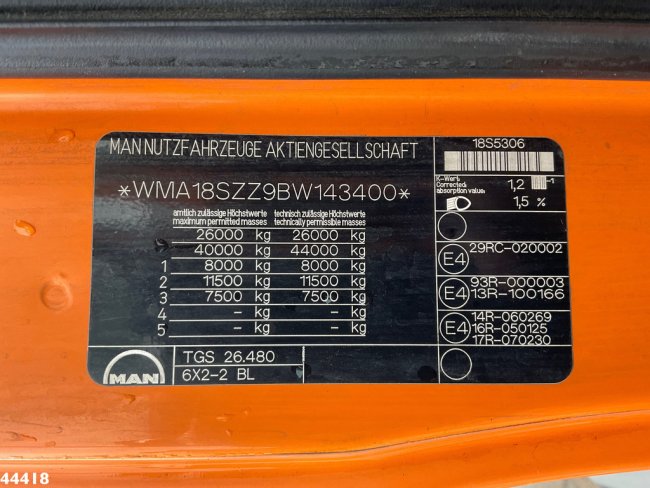 MAN NUTZFAHRZEUGE AKTIENGESELLSCHAFT
18S5306
*WMA18SZZ9BW143400*
K-Wert
Corrected
absorption value:
1,2 m-1
1,5 %
amtlich zulässige Höchstwerte
maximum permitted masses
technisch zulässige Höchstwerte
technically permissible masses
26000 kg 26000 kg
40000 kg 44000 kg
1 8000 kg 8000 kg
2 11500 kg 11500 kg
3 7500 kg 7500 kg
4 - kg - kg
5 - kg - kg
E4 29RC-020002
E4 93R-000003
13R-100166
E4 14R-060269
16R-050125
17R-070230
MAN
TGS 26.480
6X2-2 BL
44418